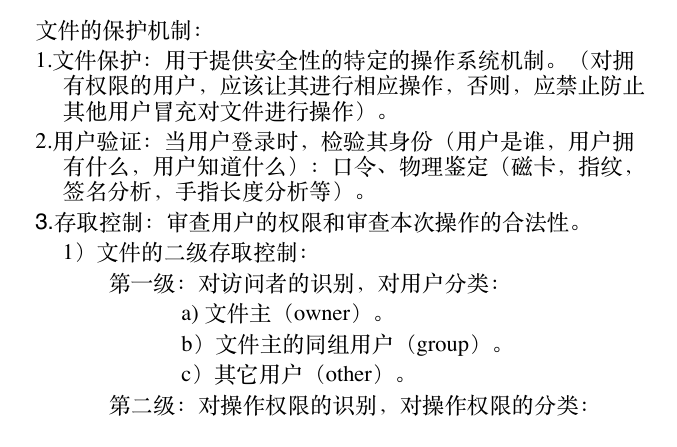 文件的保护机制：
1.文件保护：用于提供安全性的特定的操作系统机制。（对拥
有权限的用户，应该让其进行相应操作，否则，应禁止防止
其他用户冒充对文件进行操作）。
2.用户验证：当用户登录时，检验其身份（用户是谁，用户拥
有什么，用户知道什么）：口令、物理鉴定（磁卡，指纹，
签名分析，手指长度分析等）。
3.存取控制：审查用户的权限和审查本次操作的合法性。
1）文件的二级存取控制：
第一级：对访问者的识别，对用户分类：
a) 文件主（owner）。
b）文件主的同组用户（group）。
c）其它用户（other）。
第二级：对操作权限的识别，对操作权限的分类：